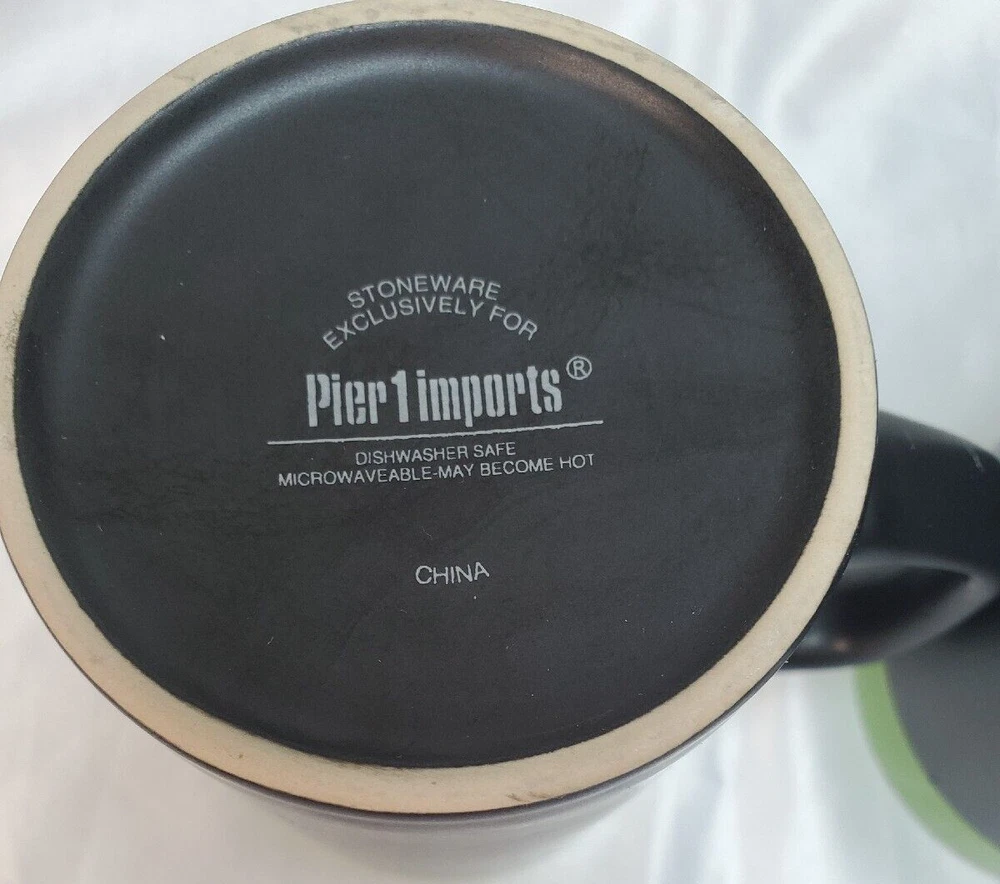 STONEWARE
EXCLUSIVELY FOR
Pier 1 imports®
DISHWASHER SAFE
MICROWAVEABLE-MAY BECOME HOT
CHINA